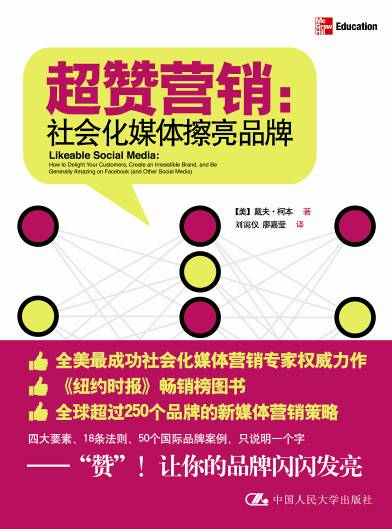 Mc
Graw
Hill
Education
超赞营销：
社会化媒体擦亮品牌
Likeable Social Media:
How to Delight Your Customers, Create an Irresistible Brand, and Be
Generally Amazing on Facebook (and Other Social Media)
【美】戴夫·柯本 著
刘霭仪 廖嘉莹 译
全美最成功社会化媒体营销专家权威力作
《纽约时报》畅销榜图书
全球超过250个品牌的新媒体营销策略
四大要素、18条法则、50个国际品牌案例，只说明一个字
——“赞”！让你的品牌闪闪发亮
中国人民大学出版社